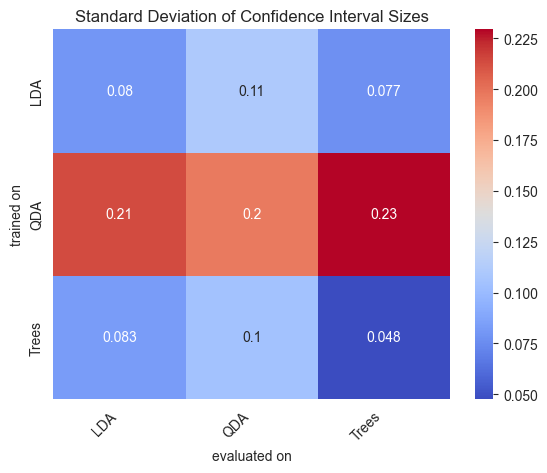 Standard Deviation of Confidence Interval Sizes
trained on
LDA
QDA
Trees
0.08 0.11 0.077
0.21 0.2 0.23
0.083 0.1 0.048
LDA QDA Trees
evaluated on
0.225
0.200
0.175
0.150
0.125
0.100
0.075
0.050